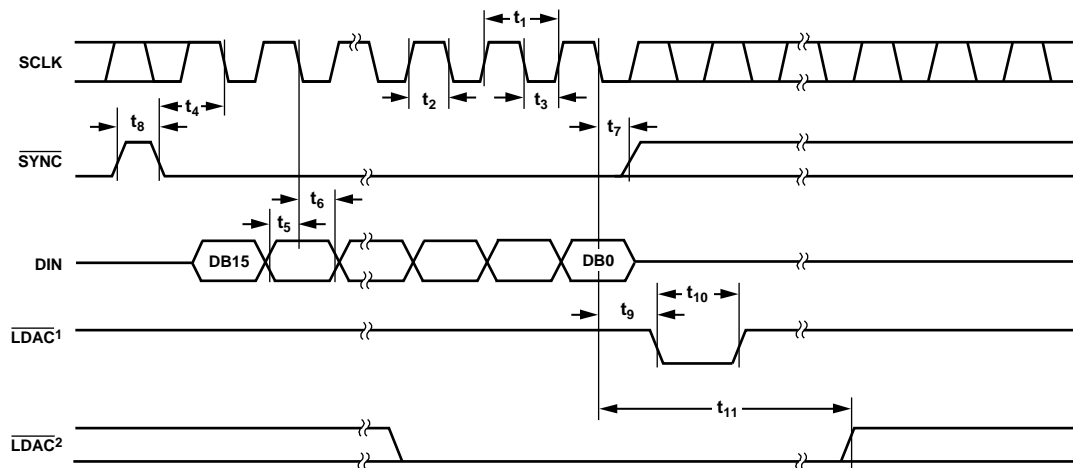 t1
SCLK
t2
t3
t4
t8
t7
SYNC
t6
t5
DIN
DB15
DB0
t10
t9
LDAC1
t11
LDAC2